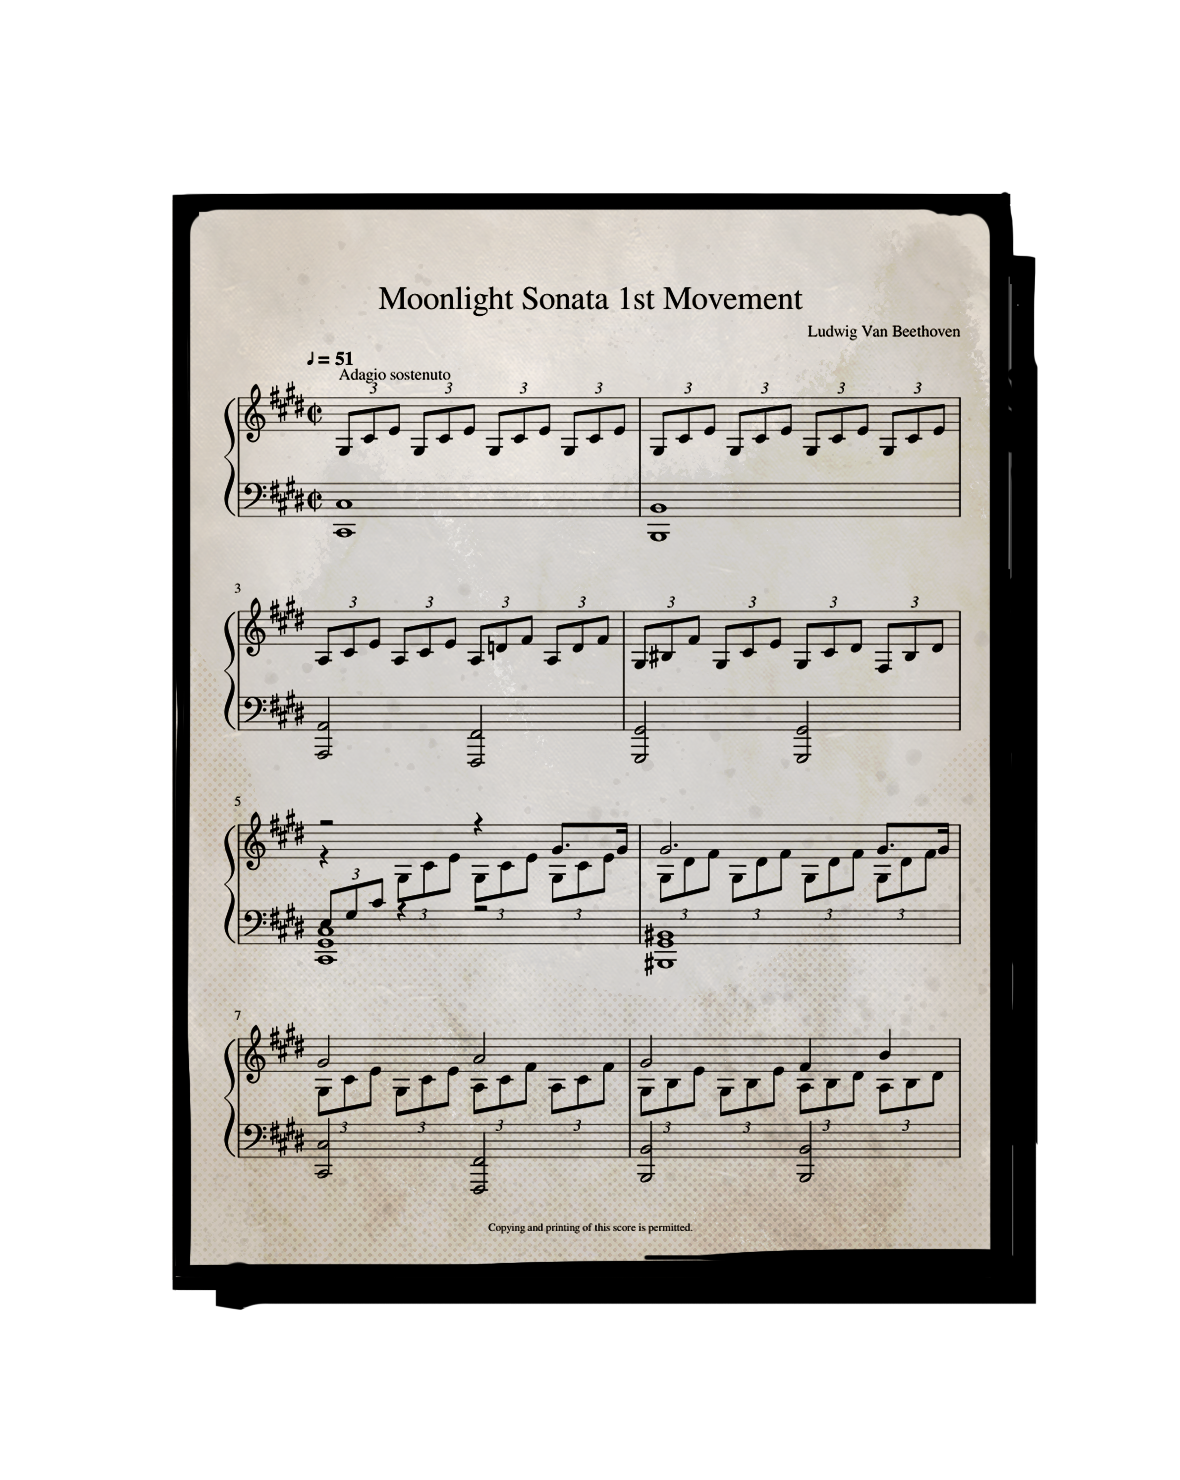 Moonlight Sonata 1st Movement
Ludwig Van Beethoven
♩= 51
Adagio sostenuto
3 3 3 3 3 3 3 3
3
3 3 3 3 3 3 3 3
5
3
3 3 3 3 3 3 3
7
3 3 3 3 3 3 3 3
Copying and printing of this score is permitted.